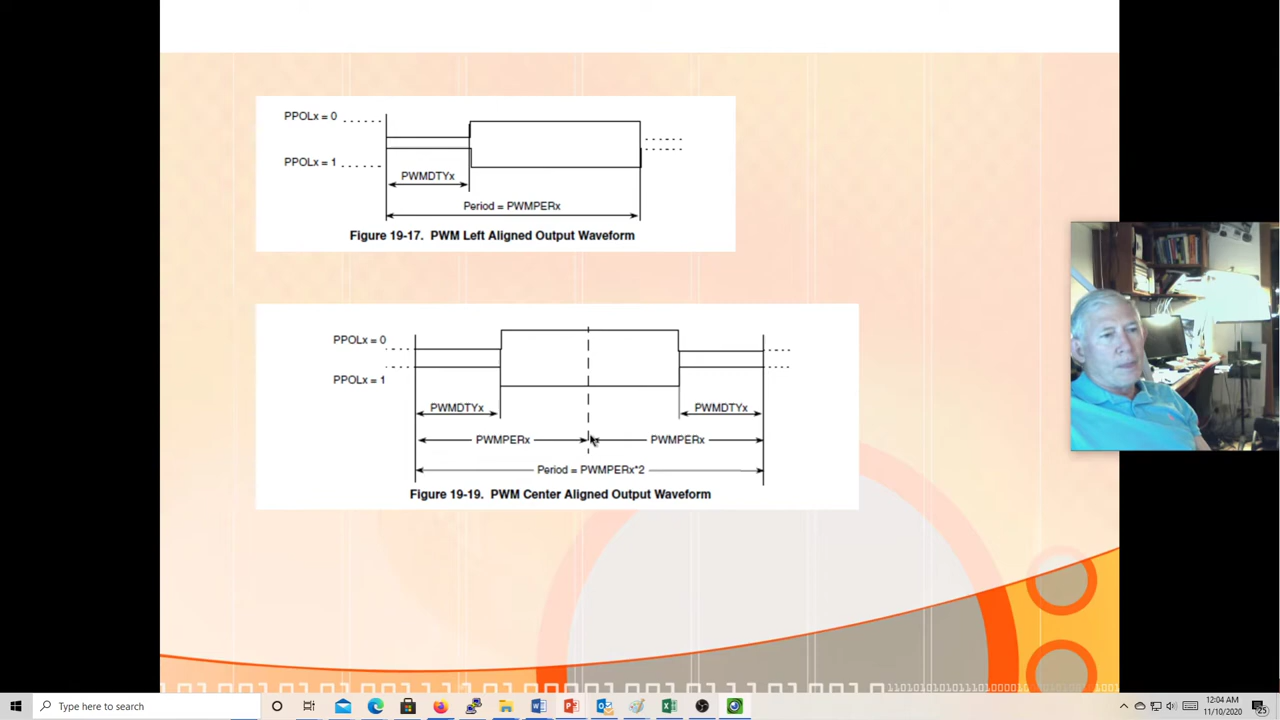 PPOLx = 0
PPOLx = 1
PWMDTYx
Period = PWMPERx
Figure 19-17. PWM Left Aligned Output Waveform
PPOLx = 0
PPOLx = 1
PWMDTYx
PWMDTYx
PWMPERx
PWMPERx
Period = PWMPERx*2
Figure 19-19. PWM Center Aligned Output Waveform
Type here to search
12:04 AM
11/10/2020
25